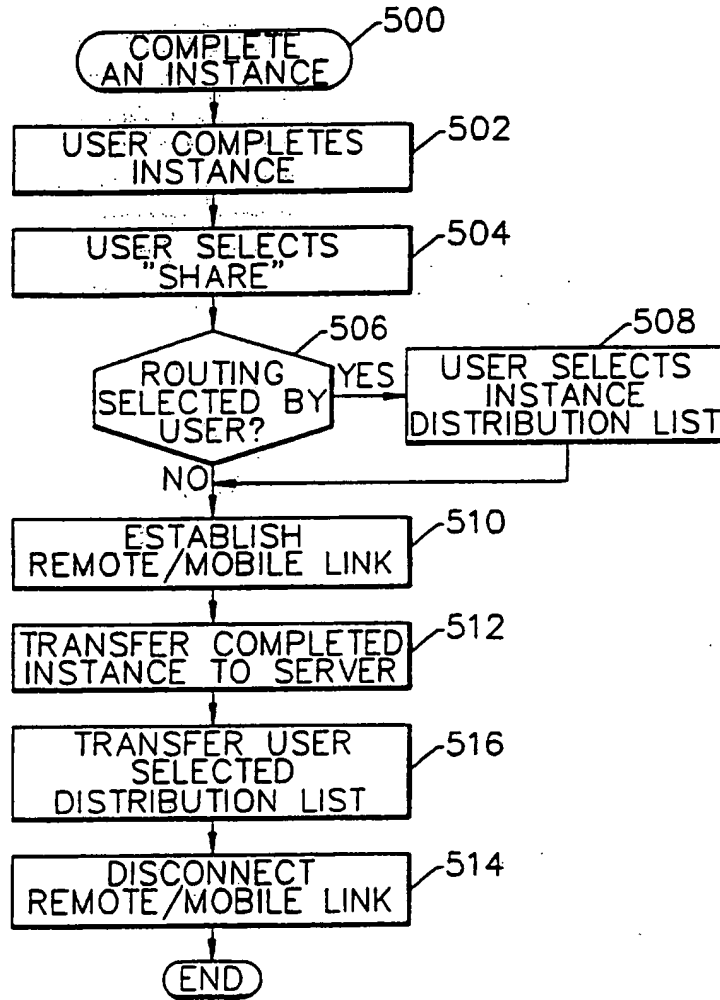 500
COMPLETE
AN INSTANCE
502
USER COMPLETES
INSTANCE
504
USER SELECTS
"SHARE"
506
ROUTING
SELECTED BY
USER?
YES
508
USER SELECTS
INSTANCE
DISTRIBUTION LIST
NO
510
ESTABLISH
REMOTE/MOBILE LINK
512
TRANSFER COMPLETED
INSTANCE TO SERVER
516
TRANSFER USER
SELECTED
DISTRIBUTION LIST
514
DISCONNECT
REMOTE/MOBILE LINK
END